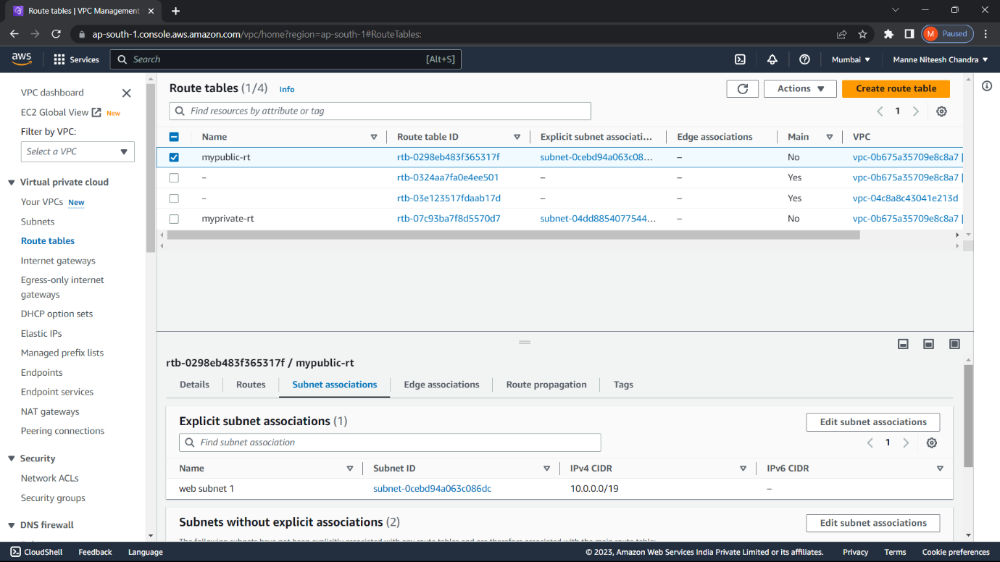 Route tables | VPC Management
ap-south-1.console.aws.amazon.com/vpc/home?region=ap-south-1#RouteTables:
M Paused
aws
Services
Search [Alt+S]
Mumbai
Manne Niteesh Chandra
VPC dashboard
EC2 Global View New
Filter by VPC:
Select a VPC
Virtual private cloud
Your VPCs New
Subnets
Route tables
Internet gateways
Egress-only internet
gateways
DHCP option sets
Elastic IPs
Managed prefix lists
Endpoints
Endpoint services
NAT gateways
Peering connections
Security
Network ACLs
Security groups
DNS firewall
Route tables (1/4) Info
Actions
Create route table
Find resources by attribute or tag
1
Name Route table ID Explicit subnet associati... Edge associations Main VPC
mypublic-rt rtb-0298eb483f365317f subnet-0cebd94a063c08... – No vpc-0b675a35709e8c8a7 |
– rtb-0324aa7fa0e4ee501 – – Yes vpc-0b675a35709e8c8a7 |
– rtb-03e123517fdaab17d – – Yes vpc-04c8a8c43041e213d
myprivate-rt rtb-07c93ba7f8d5570d7 subnet-04dd8854077544... – No vpc-0b675a35709e8c8a7 |
rtb-0298eb483f365317f / mypublic-rt
Details Routes Subnet associations Edge associations Route propagation Tags
Explicit subnet associations (1)
Edit subnet associations
Find subnet association
1
Name Subnet ID IPv4 CIDR IPv6 CIDR
web subnet 1 subnet-0cebd94a063c086dc 10.0.0.0/19 –
Subnets without explicit associations (2)
Edit subnet associations
The following subnets have not been explicitly associated with any route tables and are therefore associated with the main route table:
CloudShell Feedback Language
© 2023, Amazon Web Services India Private Limited or its affiliates. Privacy Terms Cookie preferences